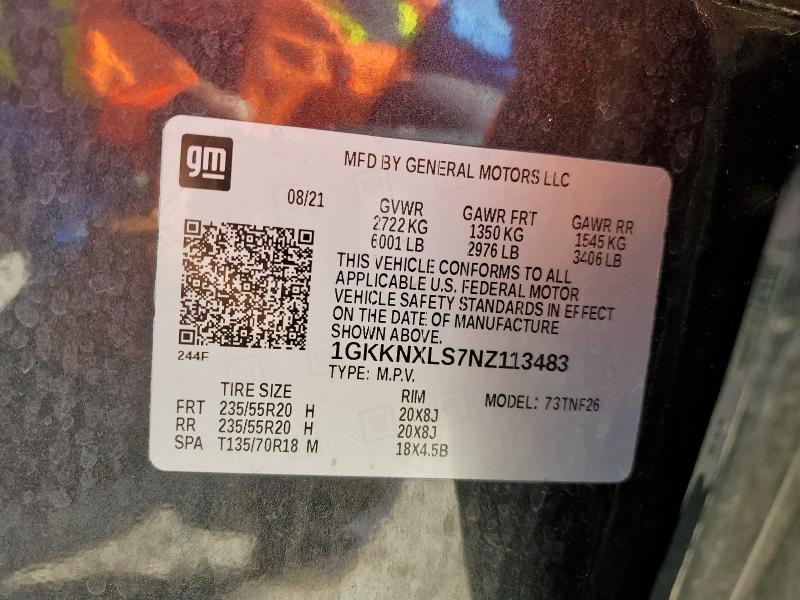 gm
MFD BY GENERAL MOTORS LLC
08/21
GVWR GAWR FRT GAWR RR
2722 KG 1350 KG 1545 KG
6001 LB 2976 LB 3406 LB
THIS VEHICLE CONFORMS TO ALL
APPLICABLE U.S. FEDERAL MOTOR
VEHICLE SAFETY STANDARDS IN EFFECT
ON THE DATE OF MANUFACTURE
SHOWN ABOVE.
244F
1GKKNXLS7NZ113483
TYPE: M.P.V.
TIRE SIZE RIM MODEL: 73TNF26
FRT 235/55R20 H 20X8J
RR 235/55R20 H 20X8J
SPA T135/70R18 M 18X4.5B